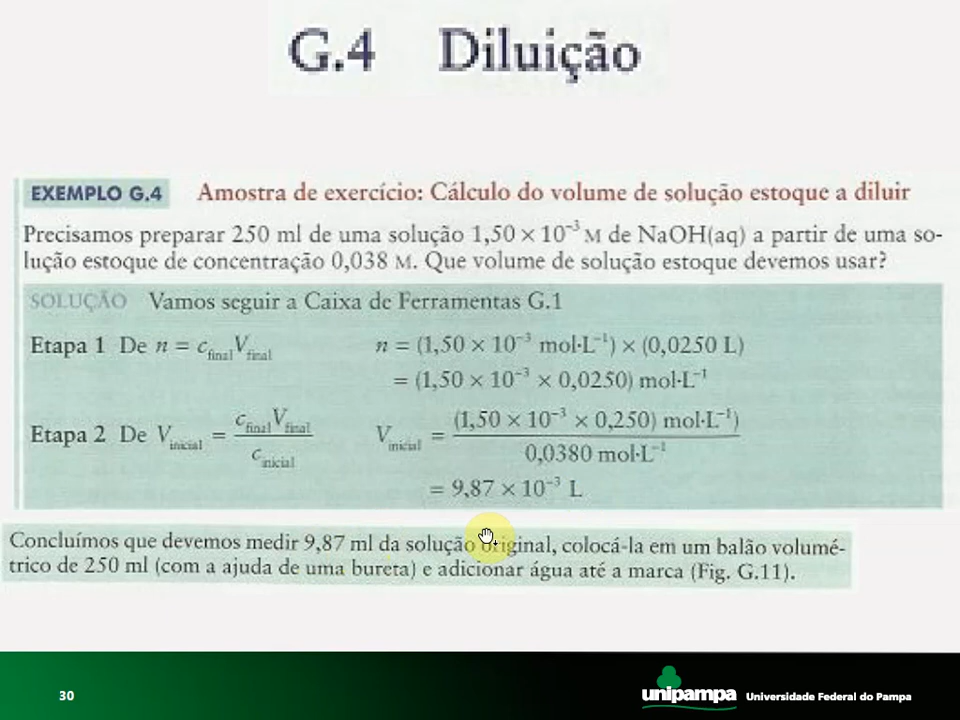 G.4 Diluição
EXEMPLO G.4 Amostra de exercício: Cálculo do volume de solução estoque a diluir
Precisamos preparar 250 ml de uma solução 1,50 × 10⁻³ M de NaOH(aq) a partir de uma so-
lução estoque de concentração 0,038 M. Que volume de solução estoque devemos usar?
SOLUÇÃO Vamos seguir a Caixa de Ferramentas G.1
Etapa 1 De n = c_final V_final n = (1,50 × 10⁻³ mol·L⁻¹) × (0,0250 L)
= (1,50 × 10⁻³ × 0,0250) mol·L⁻¹
Etapa 2 De V_inicial = c_final V_final / c_inicial V_inicial = (1,50 × 10⁻³ × 0,250) mol·L⁻¹) / 0,0380 mol·L⁻¹
= 9,87 × 10⁻³ L
Concluímos que devemos medir 9,87 ml da solução original, colocá-la em um balão volumé-
trico de 250 ml (com a ajuda de uma bureta) e adicionar água até a marca (Fig. G.11).
30
unipampa Universidade Federal do Pampa